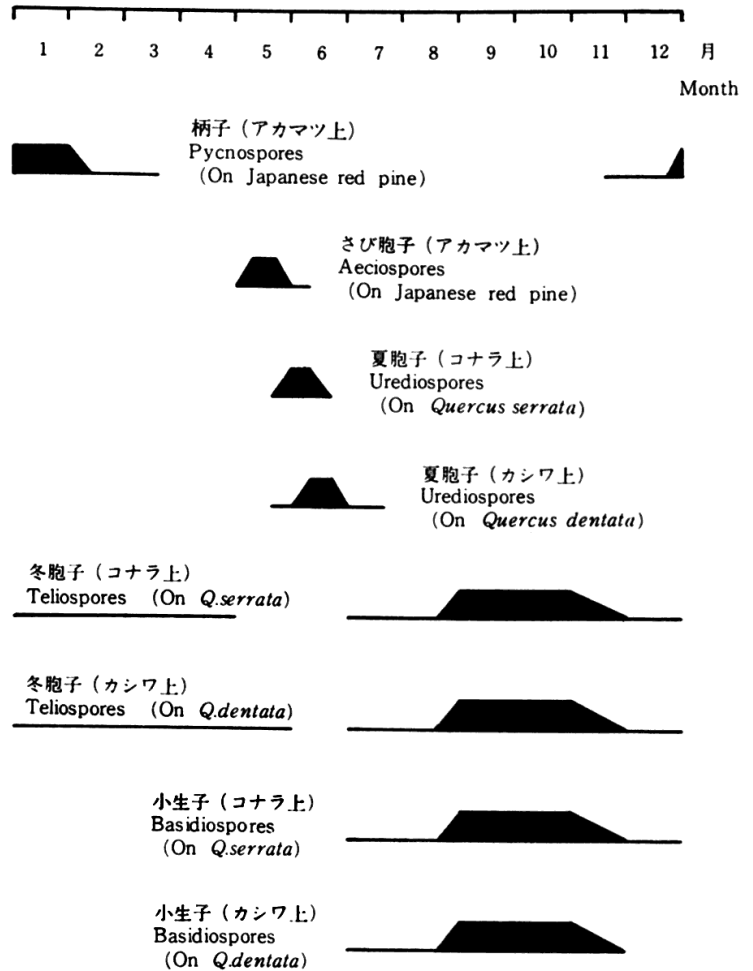 1 2 3 4 5 6 7 8 9 10 11 12 月
Month
柄子（アカマツ上）
Pycnospores
(On Japanese red pine)
さび胞子（アカマツ上）
Aeciospores
(On Japanese red pine)
夏胞子（コナラ上）
Urediospores
(On Quercus serrata)
夏胞子（カシワ上）
Urediospores
(On Quercus dentata)
冬胞子（コナラ上）
Teliospores (On Q.serrata)
冬胞子（カシワ上）
Teliospores (On Q.dentata)
小生子（コナラ上）
Basidiospores
(On Q.serrata)
小生子（カシワ上）
Basidiospores
(On Q.dentata)